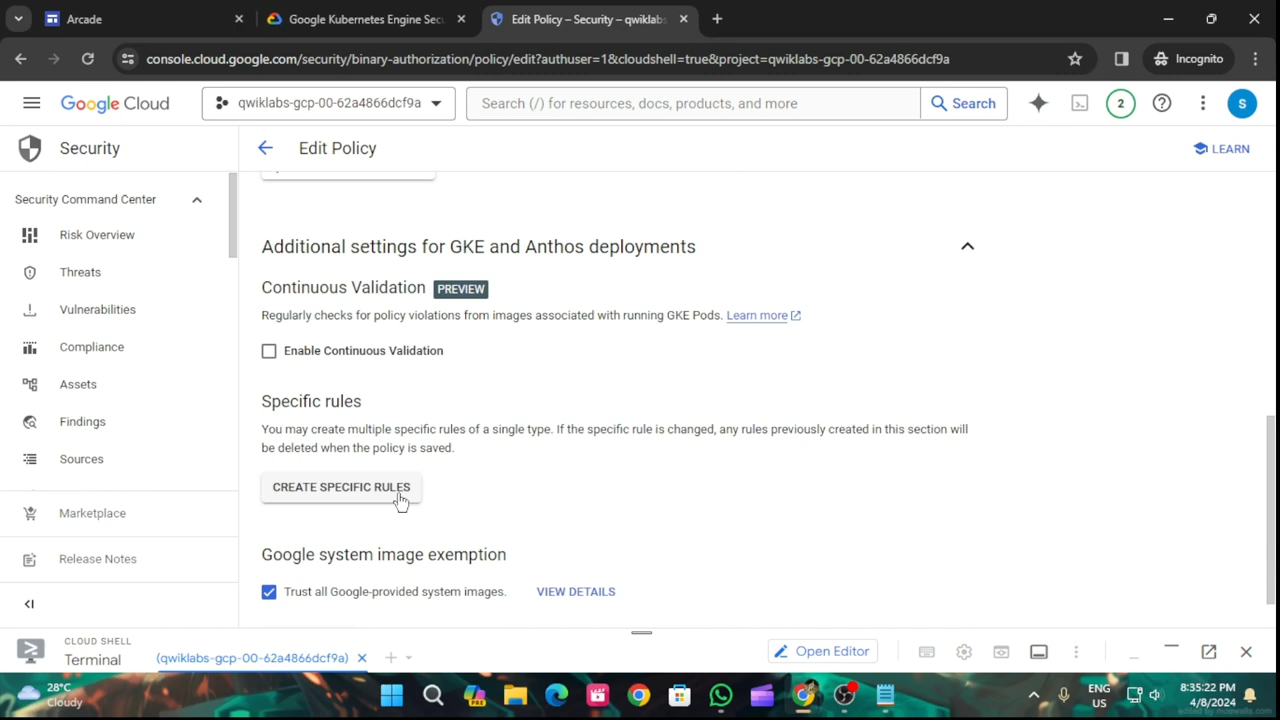 Arcade
Google Kubernetes Engine Secu
Edit Policy – Security – qwiklabs
console.cloud.google.com/security/binary-authorization/policy/edit?authuser=1&cloudshell=true&project=qwiklabs-gcp-00-62a4866dcf9a
Incognito
Google Cloud
qwiklabs-gcp-00-62a4866dcf9a
Search (/) for resources, docs, products, and more
Search
2
S
Security
Edit Policy
LEARN
Security Command Center
Risk Overview
Threats
Vulnerabilities
Compliance
Assets
Findings
Sources
Marketplace
Release Notes
Additional settings for GKE and Anthos deployments
Continuous Validation PREVIEW
Regularly checks for policy violations from images associated with running GKE Pods. Learn more
Enable Continuous Validation
Specific rules
You may create multiple specific rules of a single type. If the specific rule is changed, any rules previously created in this section will
be deleted when the policy is saved.
CREATE SPECIFIC RULES
Google system image exemption
Trust all Google-provided system images. VIEW DETAILS
CLOUD SHELL
Terminal
(qwiklabs-gcp-00-62a4866dcf9a)
Open Editor
28°C
Cloudy
PRE
ENG
US
8:35:22 PM
4/8/2024